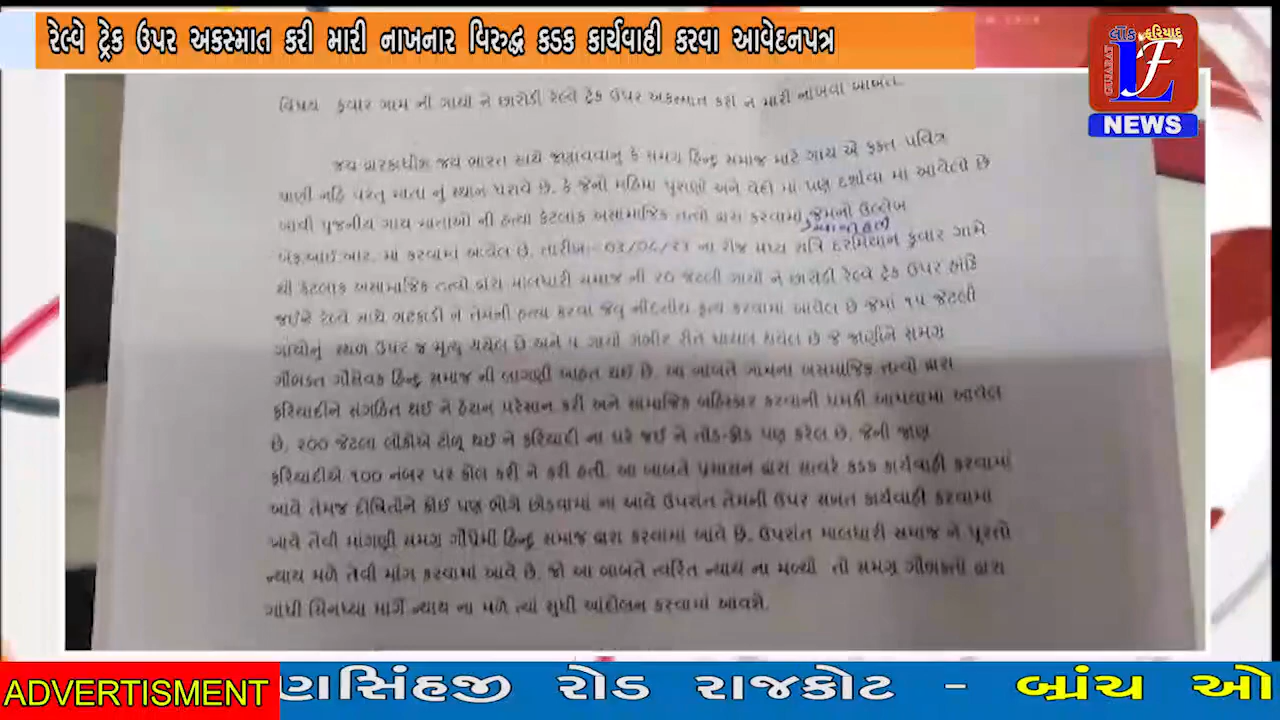 રેલ્વે ટ્રેક ઉપર અકસ્માત કરી મારી નાખનાર વિરુદ્ધ કડક કાર્યવાહી કરવા આવેદનપત્ર
લોક ફરિયાદ
GUJARAT
LF
NEWS
વિષય કુવાર ગામ ની ગાયો ને છારોડી રેલ્વે ટ્રેક ઉપર અકસ્માત કરી ને મારી નાખવા બાબત.
જય દ્વારકાધીશ જય ભારત સાથે જણાવવાનુ કે સમગ્ર હિન્દુ સમાજ માટે ગાય એ ફક્ત પવિત્ર
પ્રાણી નહિ પરંતુ માતા નુ સ્થાન ધરાવે છે. કે જેનો મહિમા પુરાણો અને વેદો માં પણ દર્શાવા માં આવેલો છે
આવી પુજનીય ગાય માતાઓ ની હત્યા કેટલાક અસામાજિક તત્વો દ્વારા કરવામાં જેમનો ઉલ્લેખ
એફ.આઈ.આર. માં કરવામાં આવેલ છે. તારીખ:- ના રોજ મધ્ય રાત્રિ દરમિયાન કુવાર ગામે
થી કેટલાક અસામાજિક તત્વો દ્વારા માલધારી સમાજ ની ૨૦ જેટલી ગાયો ને છારોડી રેલ્વે ટ્રેક ઉપર હાંકિ
જઈને રેલ્વે સાથે અટકાડી ને તેમની હત્યા કરવા જેવુ નીંદનીય કૃત્ય કરવામાં આવેલ છે જેમાં ૧૫ જેટલી
ગાયોનું સ્થળ ઉપર જ મૃત્યુ થયેલ છે અને ૫ ગાયો ગંભીર રીતે ઘાયલ થયેલ છે જે જાણીને સમગ્ર
ગૌભક્ત ગૌસેવક હિન્દુ સમાજ ની લાગણી આહત થઈ છે. આ બાબતે ગામના અસમાજિક તત્વો દ્વારા
ફરિયાદીને સંગઠિત થઈ ને હેરાન પરેસાન કરી અને સામાજિક બહિસ્કાર કરવાની ધમકી આપવામાં આવેલ
છે. ૨૦૦ જેટલા લોકોએ ટોળુ થઈ ને ફરિયાદી ના ઘરે જઈ ને તોડ-ફોડ પણ કરેલ છે. જેની જાણ
ફરિયાદીએ ૧૦૦ નંબર પર કોલ કરી ને કરી હતી. આ બાબતે પ્રશાસન દ્વારા સત્વરે કડક કાર્યવાહી કરવામાં
આવે તેમજ દોષિતોને કોઈ પણ ભોગે છોડવામાં ના આવે ઉપરાંત તેમની ઉપર સખત કાર્યવાહી કરવામાં
આવે તેવી માંગણી સમગ્ર ગૌપ્રેમી હિન્દુ સમાજ દ્વારા કરવામાં આવે છે. ઉપરાંત માલધારી સમાજ ને પૂરતો
ન્યાય મળે તેવી માંગ કરવામાં આવે છે. જો આ બાબતે ત્વરિત ન્યાય ના મળ્યો તો સમગ્ર ગૌભક્તો દ્વારા
ગાંધી ચિનધ્યા માર્ગે ન્યાય ના મળે ત્યાં સુધી આંદોલન કરવામાં આવશે.
ADVERTISMENT
ણસિંહજી રોડ રાજકોટ - બ્રાંચ ઓ